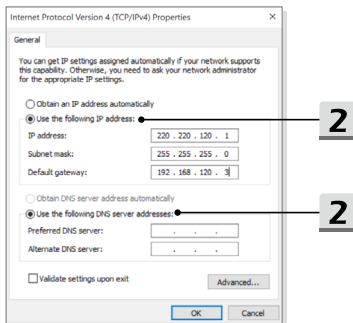 Internet Protocol Version 4 (TCP/IPv4) Properties
General
You can get IP settings assigned automatically if your network supports
this capability. Otherwise, you need to ask your network administrator
for the appropriate IP settings.
Obtain an IP address automatically
Use the following IP address: 2
IP address: 220 . 220 . 120 . 1
Subnet mask: 255 . 255 . 255 . 0
Default gateway: 192 . 168 . 120 . 3
Obtain DNS server address automatically
Use the following DNS server addresses: 2
Preferred DNS server: . . .
Alternate DNS server: . . .
Validate settings upon exit
Advanced...
OK Cancel